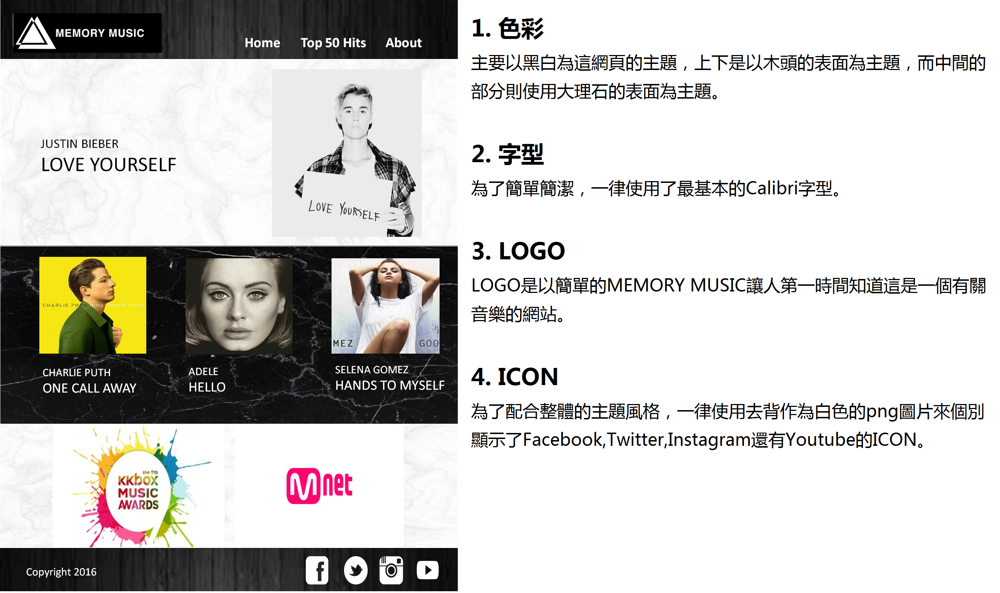 MEMORY MUSIC
Home Top 50 Hits About
JUSTIN BIEBER
LOVE YOURSELF
LOVE YOURSELF
CHARLIE PUTH NINE TRACK MIND
MEZ GOO
CHARLIE PUTH
ONE CALL AWAY
ADELE
HELLO
SELENA GOMEZ
HANDS TO MYSELF
the 9th
KKBOX
MUSIC
AWARDS
M net
Copyright 2016
f
1. 色彩
主要以黑白為這網頁的主題，上下是以木頭的表面為主題，而中間的
部分則使用大理石的表面為主題。
2. 字型
為了簡單簡潔，一律使用了最基本的Calibri字型。
3. LOGO
LOGO是以簡單的MEMORY MUSIC讓人第一時間知道這是一個有關
音樂的網站。
4. ICON
為了配合整體的主題風格，一律使用去背作為白色的png圖片來個別
顯示了Facebook,Twitter,Instagram還有Youtube的ICON。